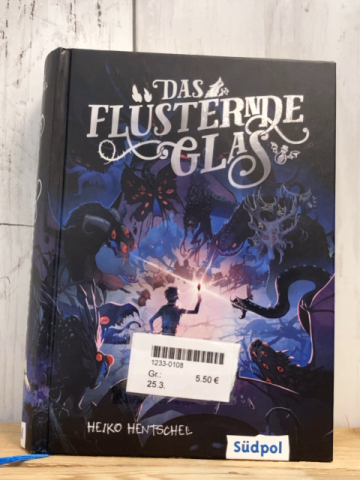 DAS
FLÜSTERNDE
GLAS
1233-0108
Gr.:
5.50 €
25.3.
HEIKO HENTSCHEL
Südpol